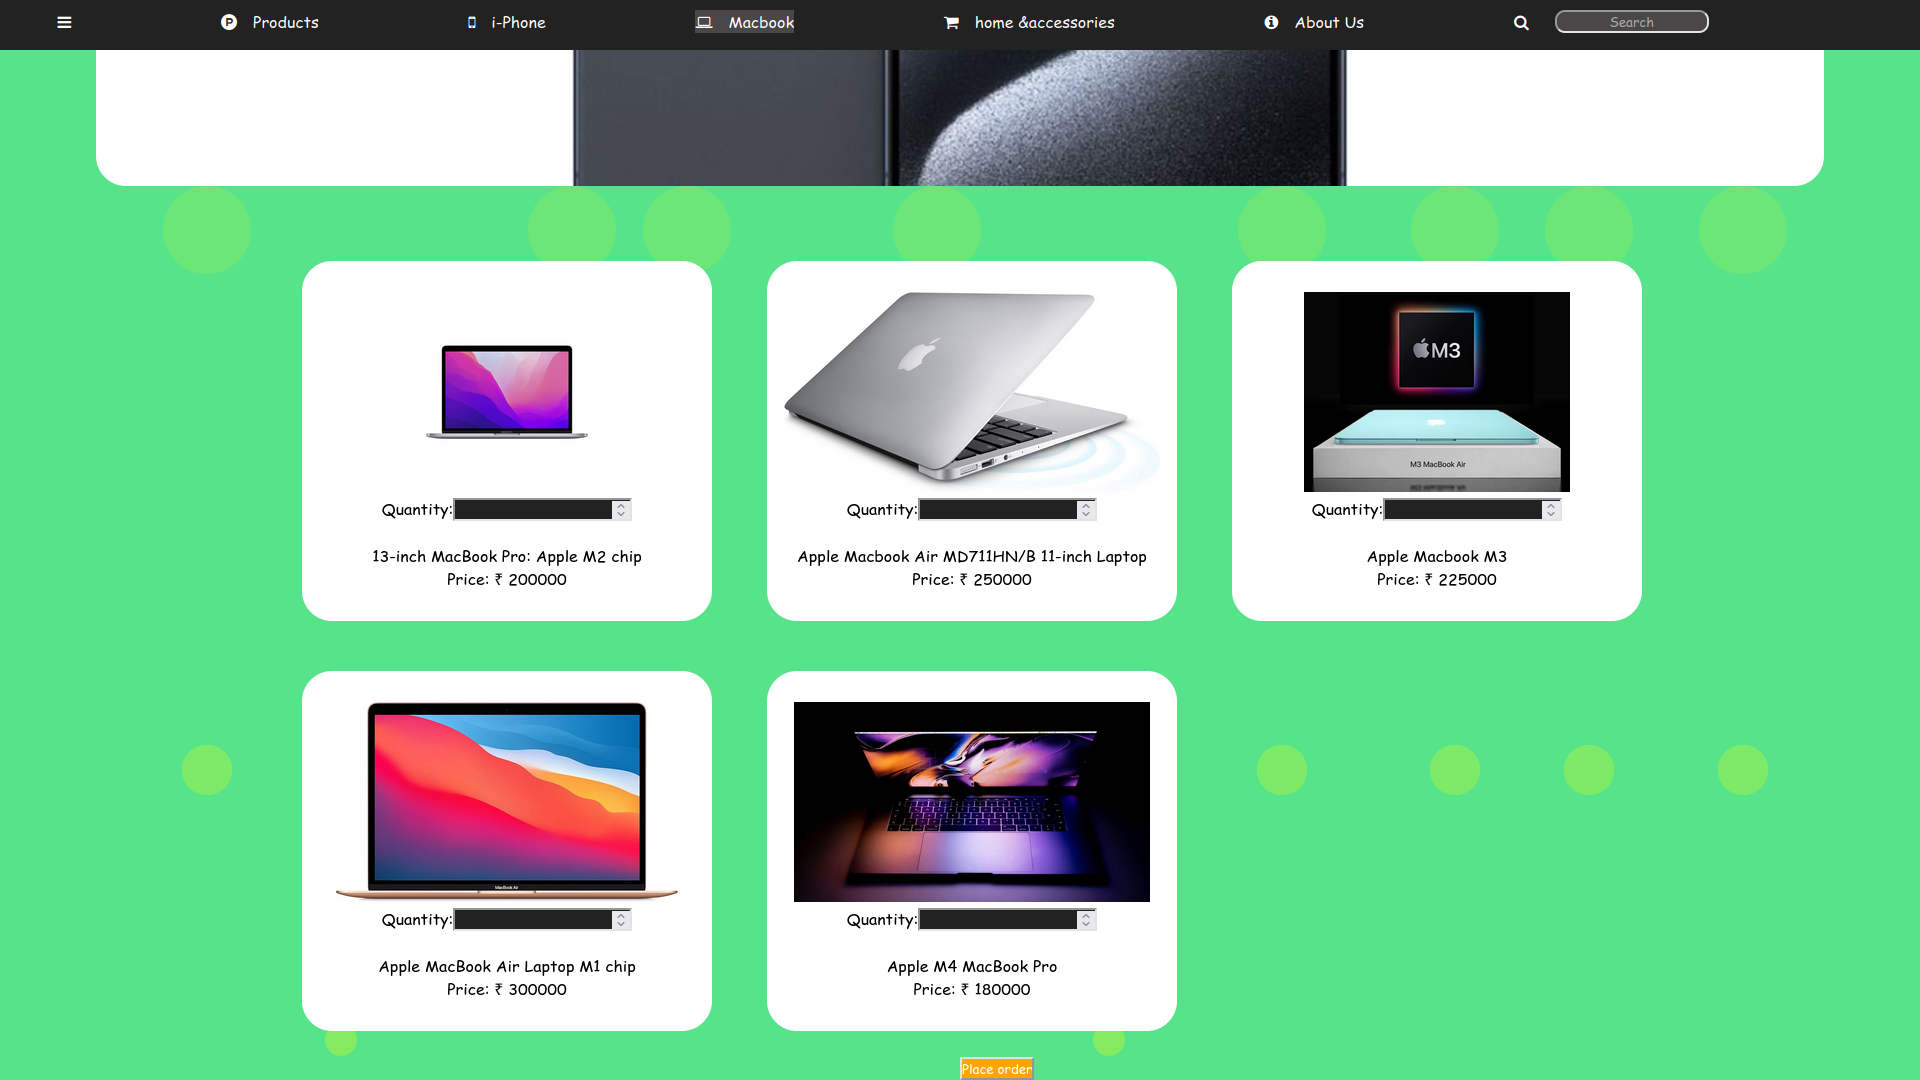 Products
i-Phone
Macbook
home &accessories
About Us
Search
M3
M3 MacBook Air
Quantity:
Quantity:
Quantity:
13-inch MacBook Pro: Apple M2 chip
Price: ₹ 200000
Apple Macbook Air MD711HN/B 11-inch Laptop
Price: ₹ 250000
Apple Macbook M3
Price: ₹ 225000
MacBook Air
Quantity:
Quantity:
Apple MacBook Air Laptop M1 chip
Price: ₹ 300000
Apple M4 MacBook Pro
Price: ₹ 180000
Place order